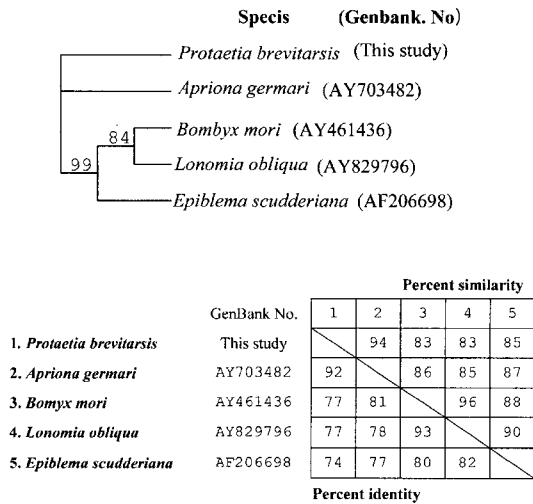 Specis (Genbank. No)
Protaetia brevitarsis (This study)
Apriona germari (AY703482)
84 Bombyx mori (AY461436)
Lonomia obliqua (AY829796)
99
Epiblema scudderiana (AF206698)
Percent similarity
GenBank No. 1 2 3 4 5
1. Protaetia brevitarsis This study 94 83 83 85
2. Apriona germari AY703482 92 86 85 87
3. Bomyx mori AY461436 77 81 96 88
4. Lonomia obliqua AY829796 77 78 93 90
5. Epiblema scudderiana AF206698 74 77 80 82
Percent identity